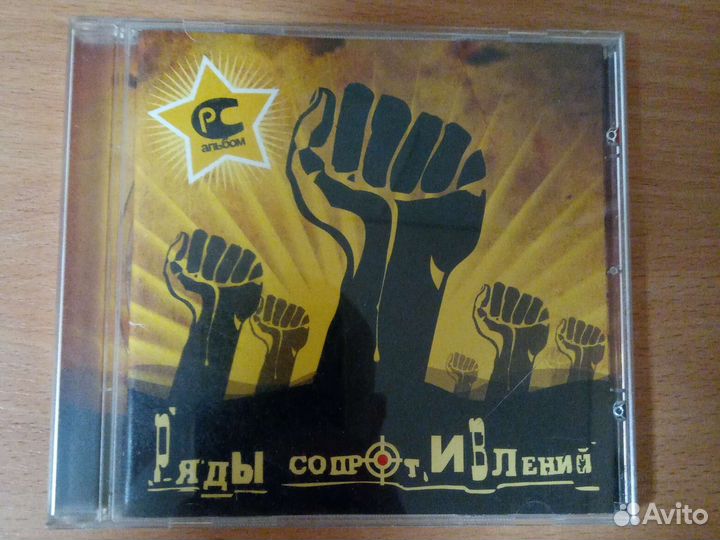 РС
альбом
Ряды сопротивлений
Avito